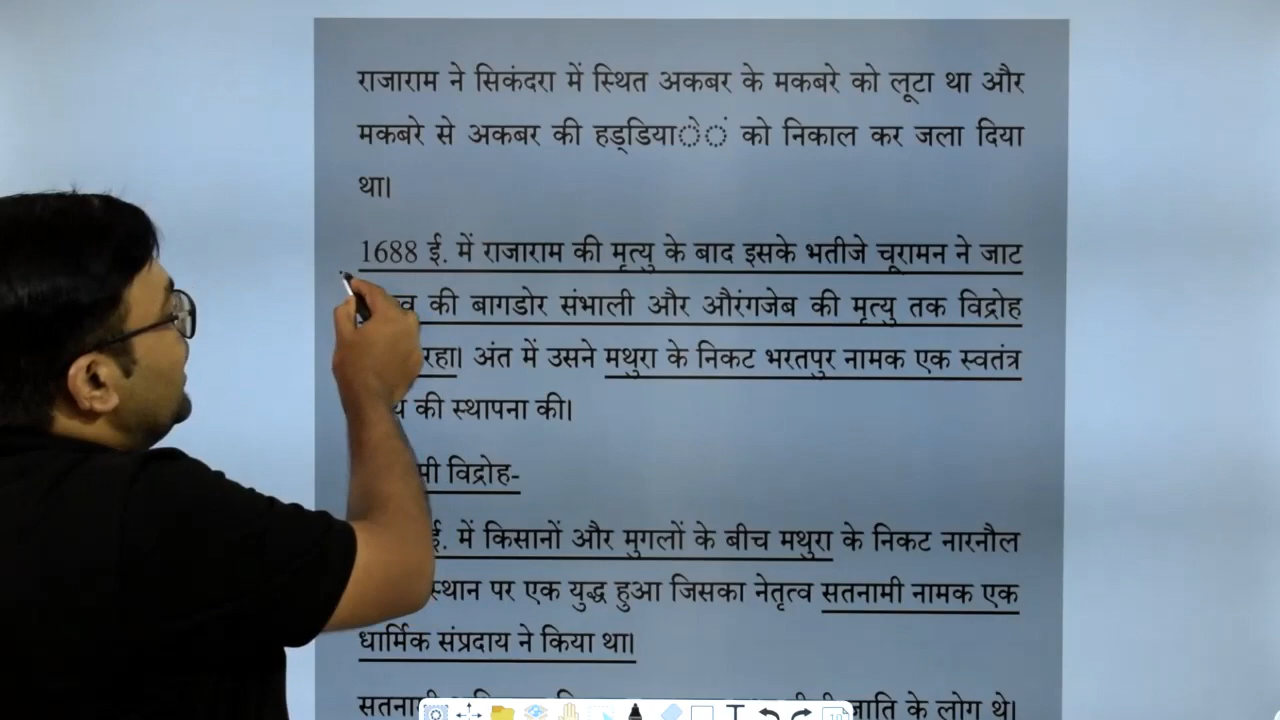 राजाराम ने सिकंदरा में स्थित अकबर के मकबरे को लूटा था और
मकबरे से अकबर की हड्डियाेें को निकाल कर जला दिया
था।
1688 ई. में राजाराम की मृत्यु के बाद इसके भतीजे चूरामन ने जाट
की बागडोर संभाली और औरंगजेब की मृत्यु तक विद्रोह
रहा। अंत में उसने मथुरा के निकट भरतपुर नामक एक स्वतंत्र
की स्थापना की।
विद्रोह-
ई. में किसानों और मुगलों के बीच मथुरा के निकट नारनौल
स्थान पर एक युद्ध हुआ जिसका नेतृत्व सतनामी नामक एक
धार्मिक संप्रदाय ने किया था।
जाति के लोग थे।